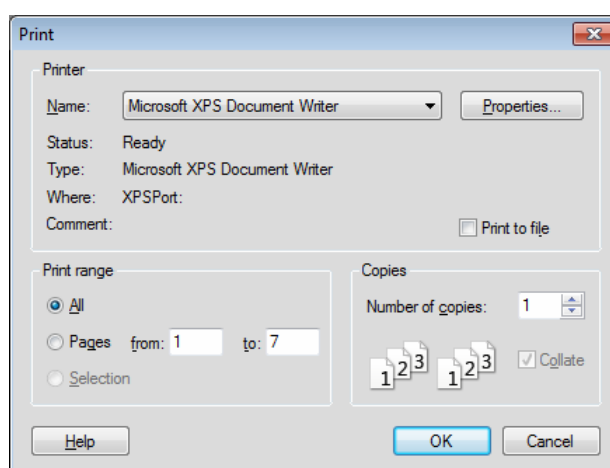 Print
Printer
Name: Microsoft XPS Document Writer Properties...
Status: Ready
Type: Microsoft XPS Document Writer
Where: XPSPort:
Comment: Print to file
Print range
All
Pages from: 1 to: 7
Selection
Copies
Number of copies: 1
1 2 3 1 2 3 Collate
Help OK Cancel